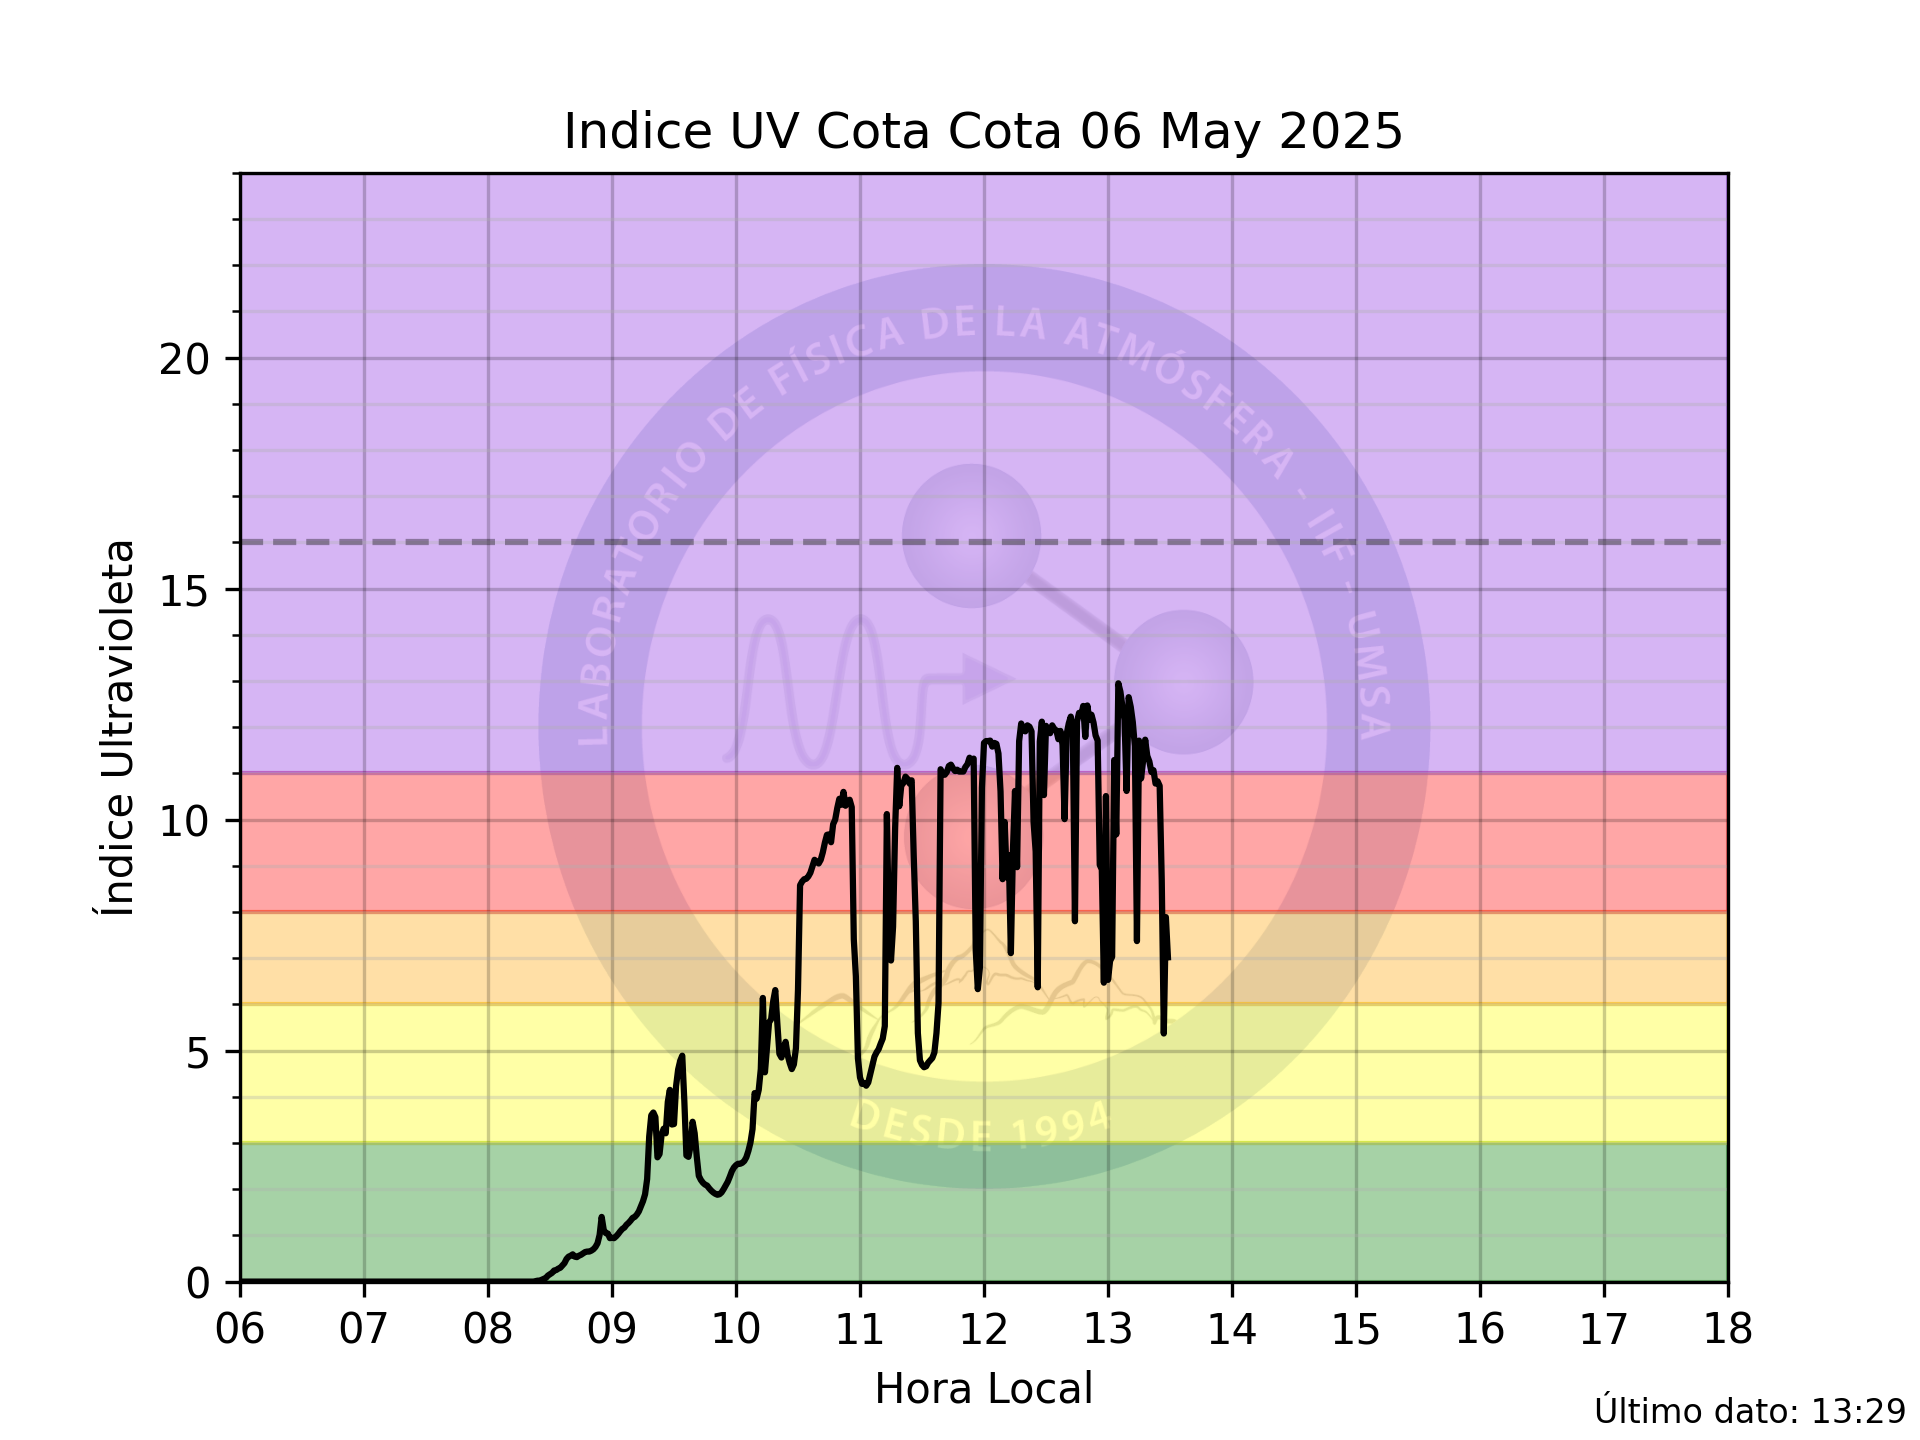 Indice UV Cota Cota 06 May 2025
LABORATORIO DE FÍSICA DE LA ATMÓSFERA - IIF - UMSA
DESDE 1994
Índice Ultravioleta
20
15
10
5
0
06 07 08 09 10 11 12 13 14 15 16 17 18
Hora Local
Último dato: 13:29